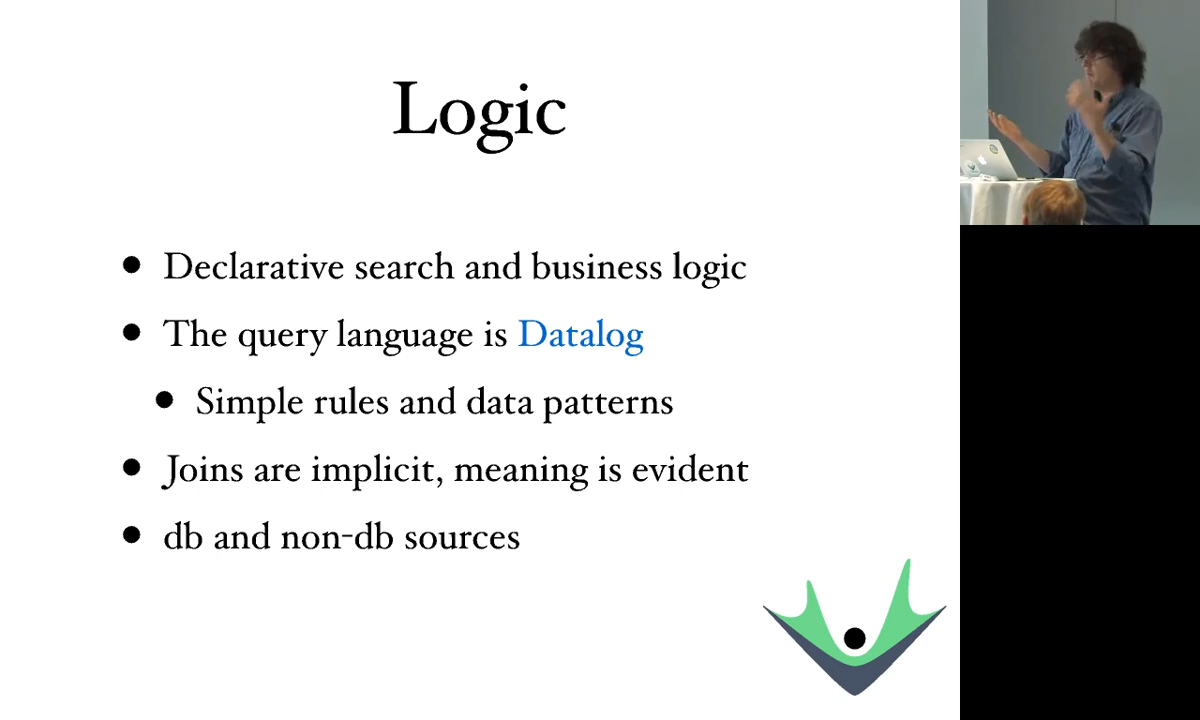 Logic
Declarative search and business logic
The query language is Datalog
Simple rules and data patterns
Joins are implicit, meaning is evident
db and non-db sources